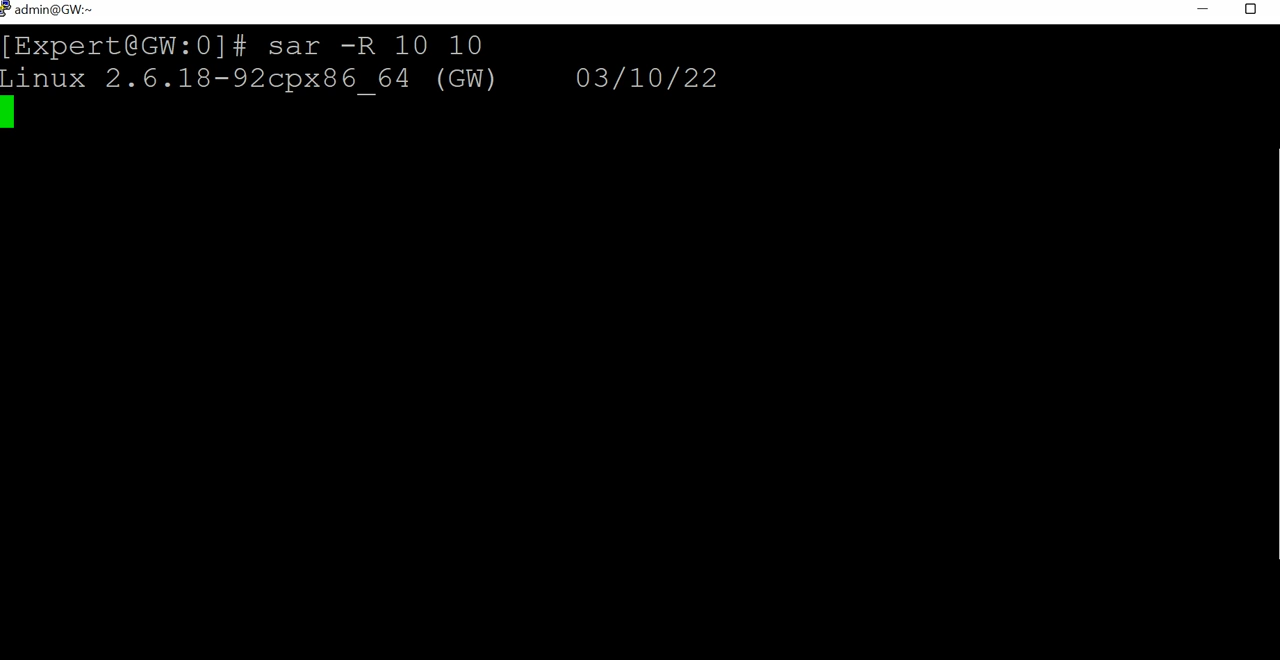 admin@GW:~
[Expert@GW:0]# sar -R 10 10
Linux 2.6.18-92cpx86_64 (GW)    03/10/22